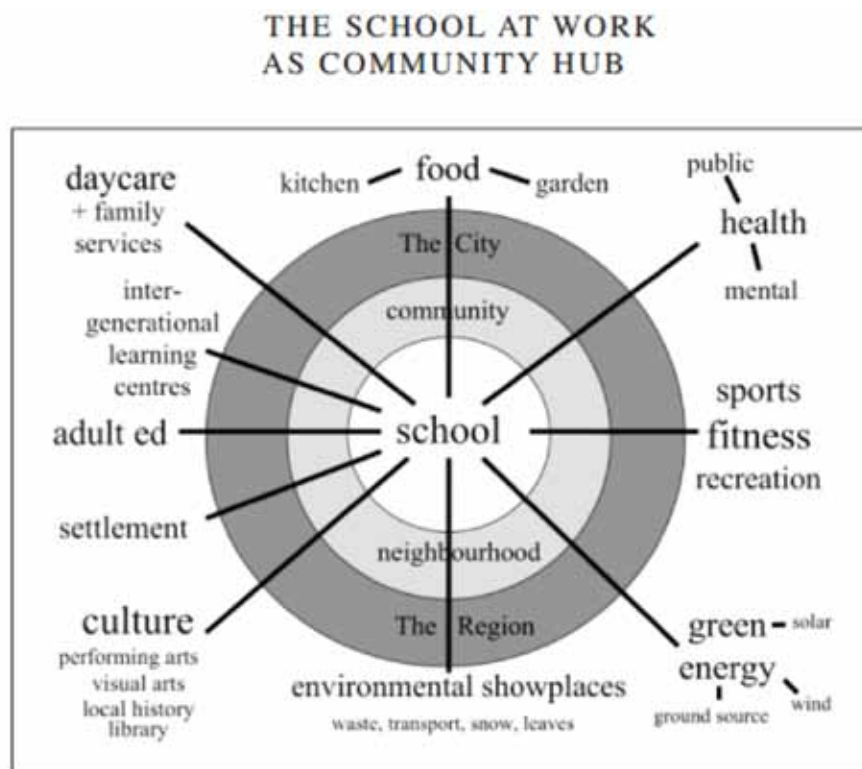 THE SCHOOL AT WORK
AS COMMUNITY HUB
daycare
+ family
services
kitchen
food
garden
public
health
mental
The City
community
inter-
generational
learning
centres
adult ed
school
sports
fitness
recreation
settlement
neighbourhood
The Region
culture
performing arts
visual arts
local history
library
environmental showplaces
waste, transport, snow, leaves
green
solar
energy
ground source
wind